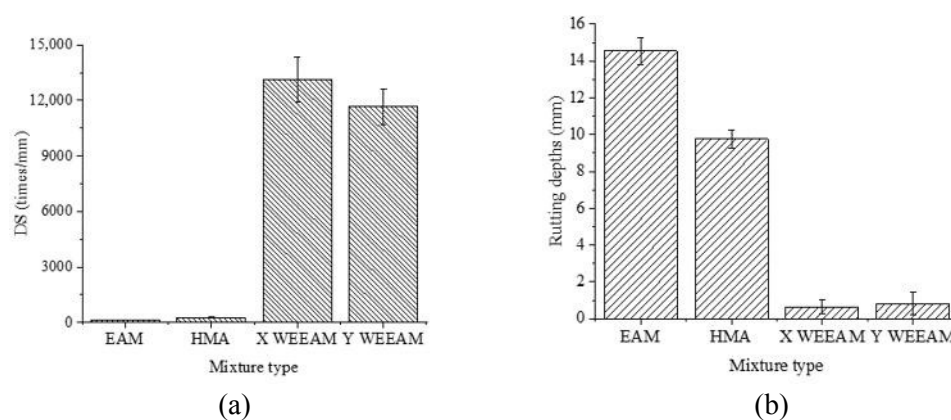 15,000
12,000
9000
6000
3000
0
DS (times/mm)
EAM HMA X WEEAM Y WEEAM
Mixture type
(a)
16
14
12
10
8
6
4
2
0
Rutting depths (mm)
EAM HMA X WEEAM Y WEEAM
Mixture type
(b)